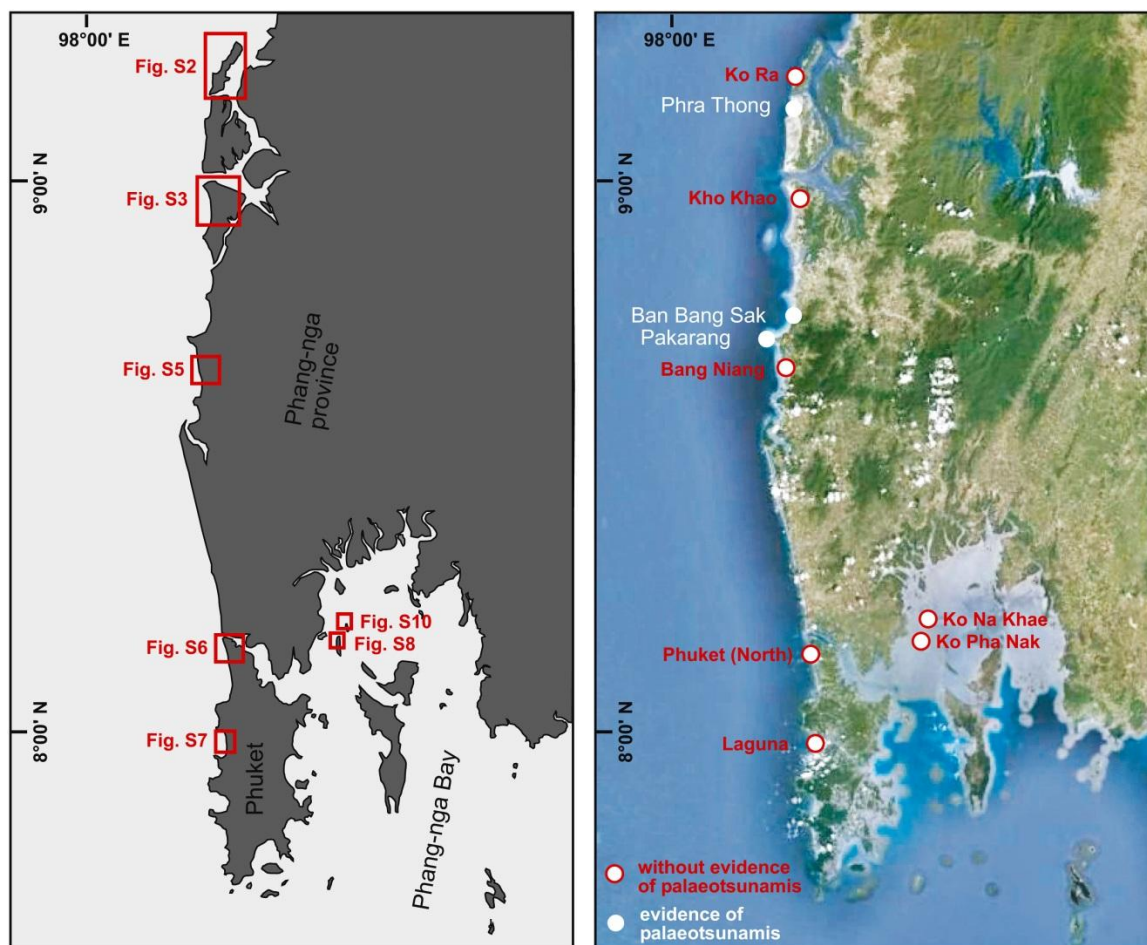 98°00' E
Fig. S2
9°00' N
Fig. S3
Phang-nga
province
Fig. S5
Fig. S10
Fig. S8
Fig. S6
8°00' N
Fig. S7
Phuket
Phang-nga Bay
98°00' E
Ko Ra
Phra Thong
9°00' N
Kho Khao
Ban Bang Sak
Pakarang
Bang Niang
Ko Na Khae
Ko Pha Nak
Phuket (North)
8°00' N
Laguna
without evidence
of palaeotsunamis
evidence of
palaeotsunamis